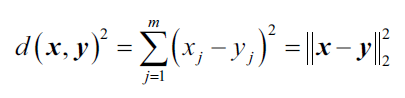 d(x, y)² = ∑_{j=1}^{m} (x_j − y_j)² = ‖x − y‖₂²